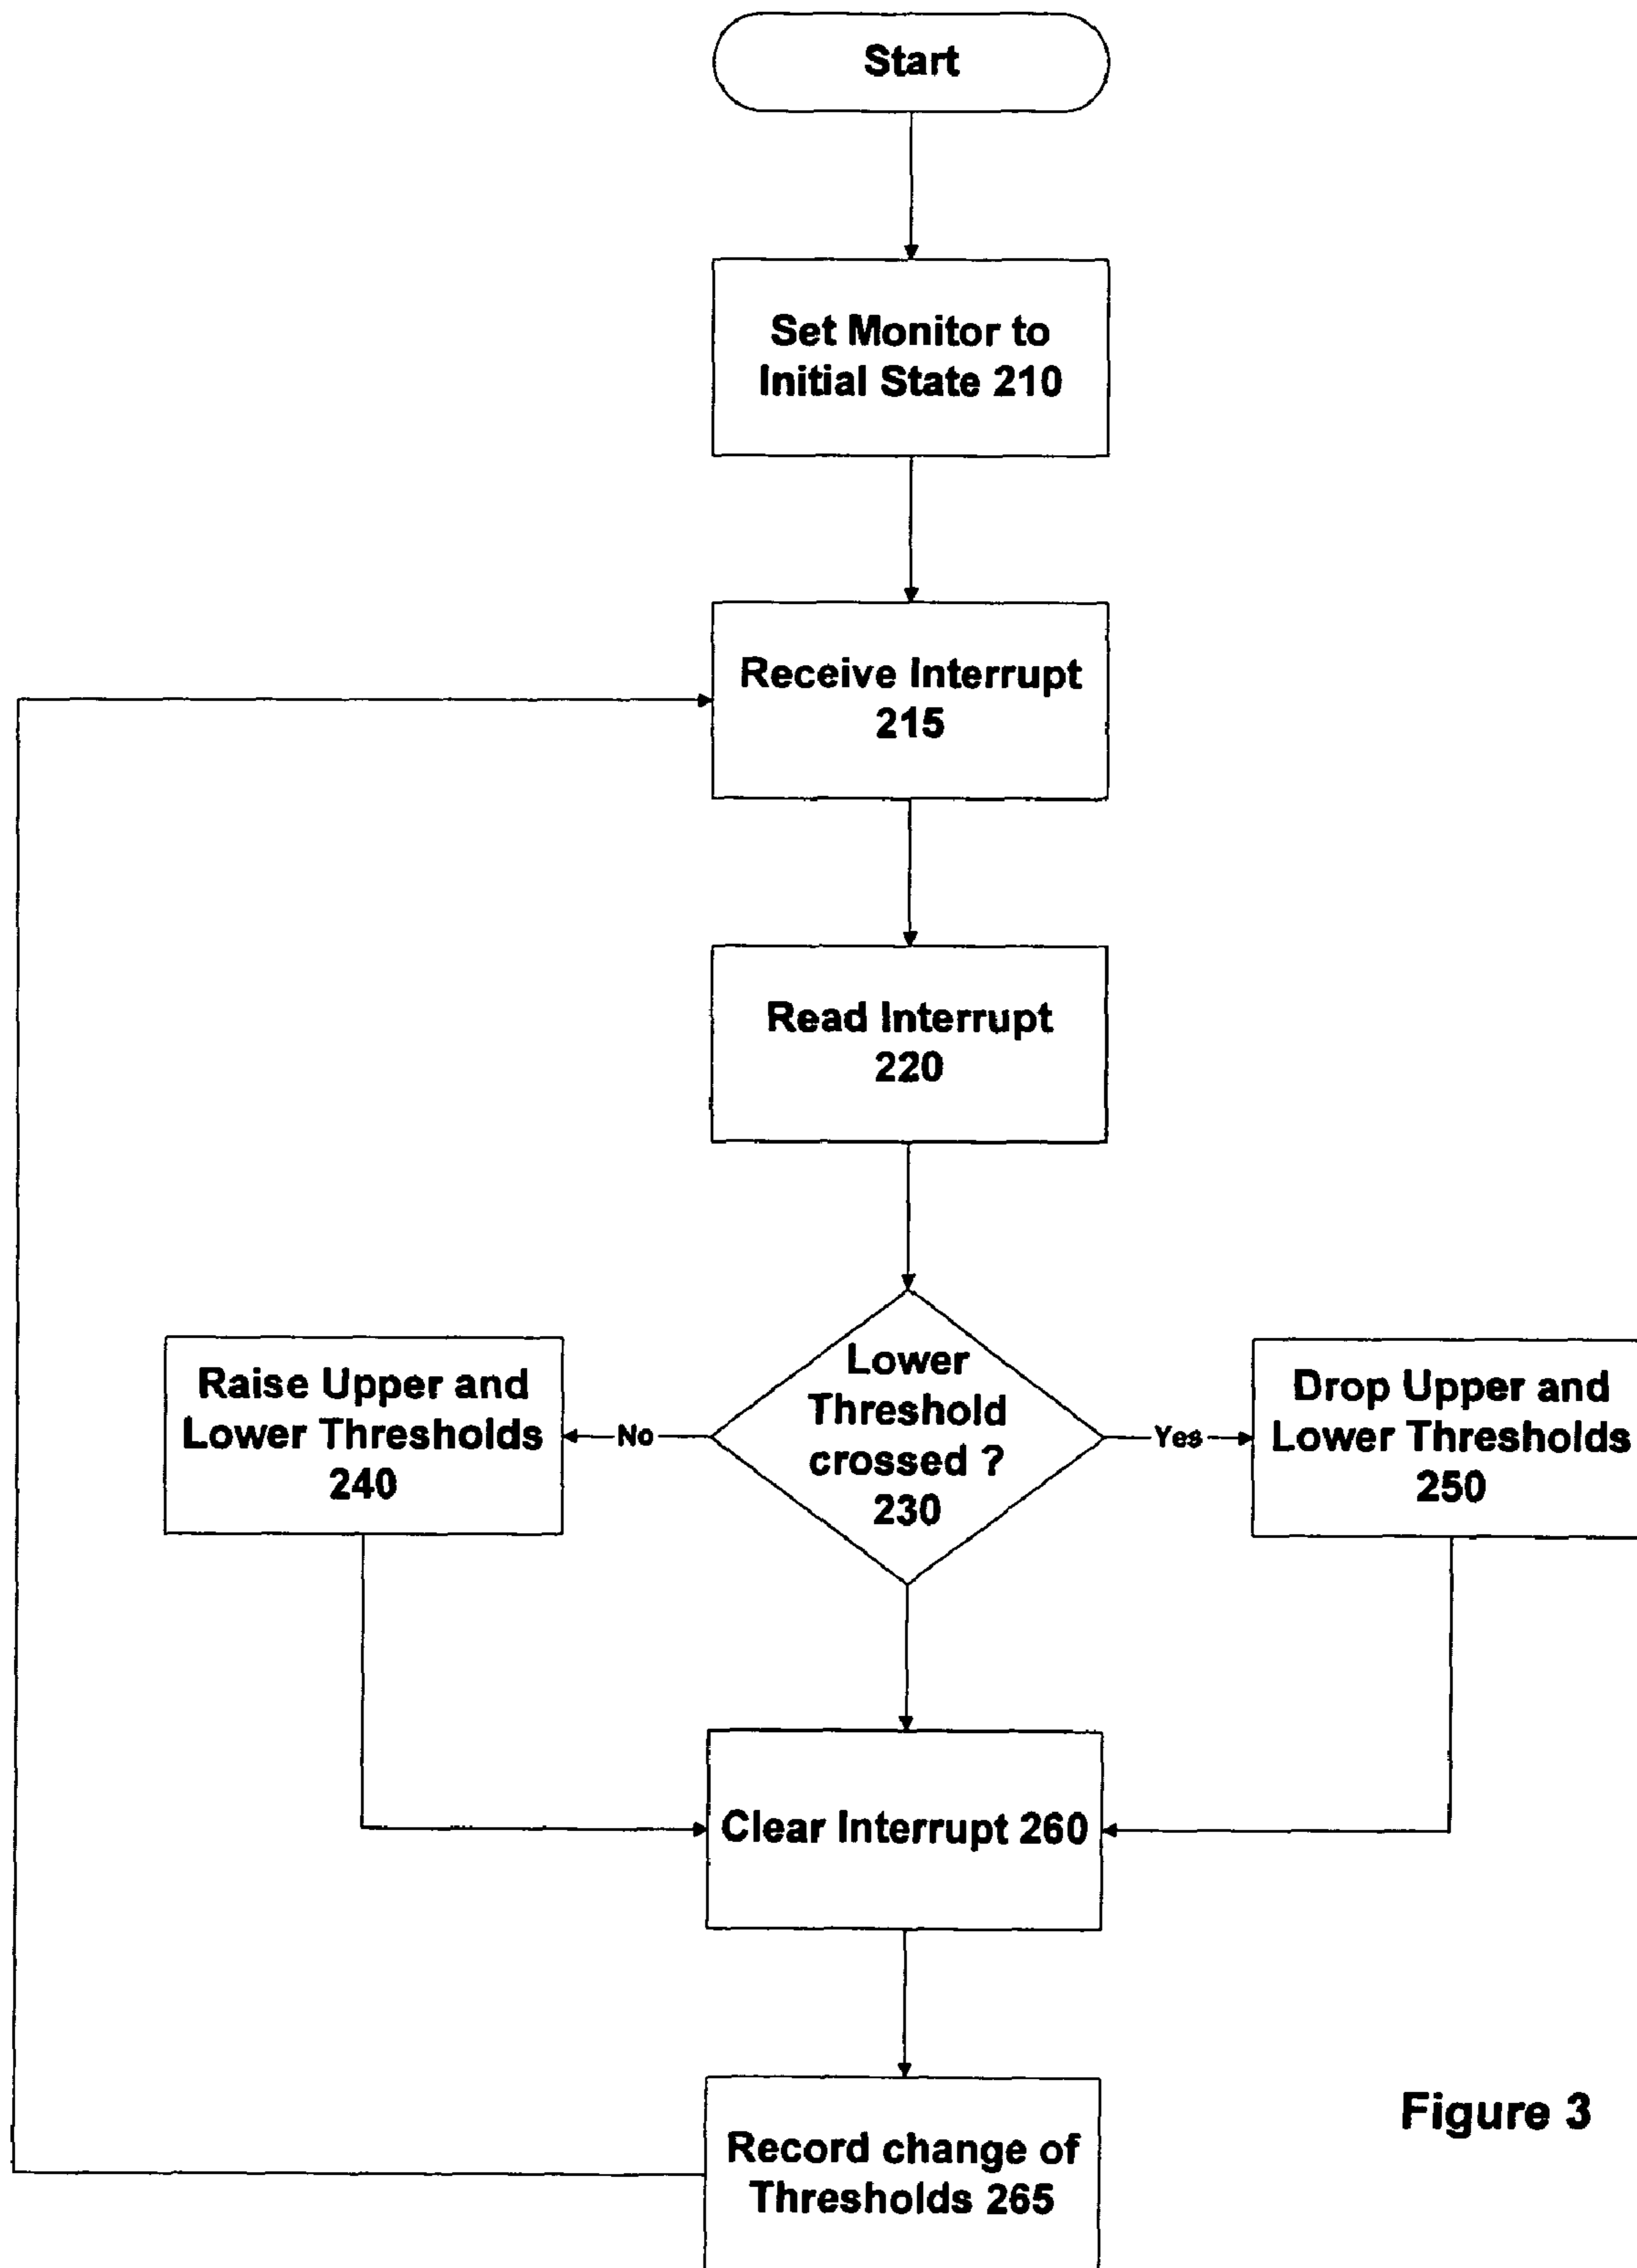 Start
Set Monitor to
Initial State 210
Receive Interrupt
215
Read Interrupt
220
Lower
Threshold
crossed ?
230
No
Yes
Raise Upper and
Lower Thresholds
240
Drop Upper and
Lower Thresholds
250
Clear Interrupt 260
Record change of
Thresholds 265
Figure 3